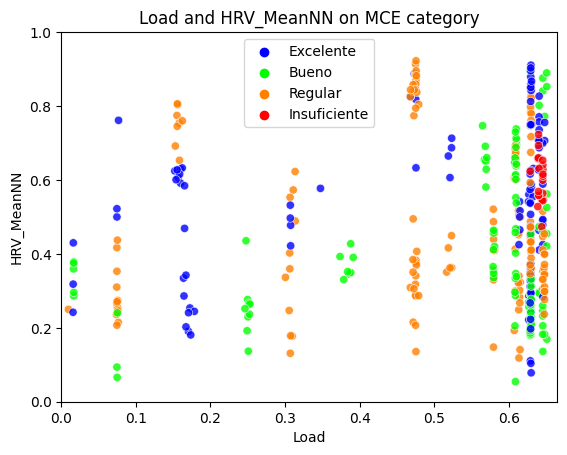 Load and HRV_MeanNN on MCE category
Excelente
Bueno
Regular
Insuficiente
HRV_MeanNN
1.0
0.8
0.6
0.4
0.2
0.0
0.0 0.1 0.2 0.3 0.4 0.5 0.6
Load